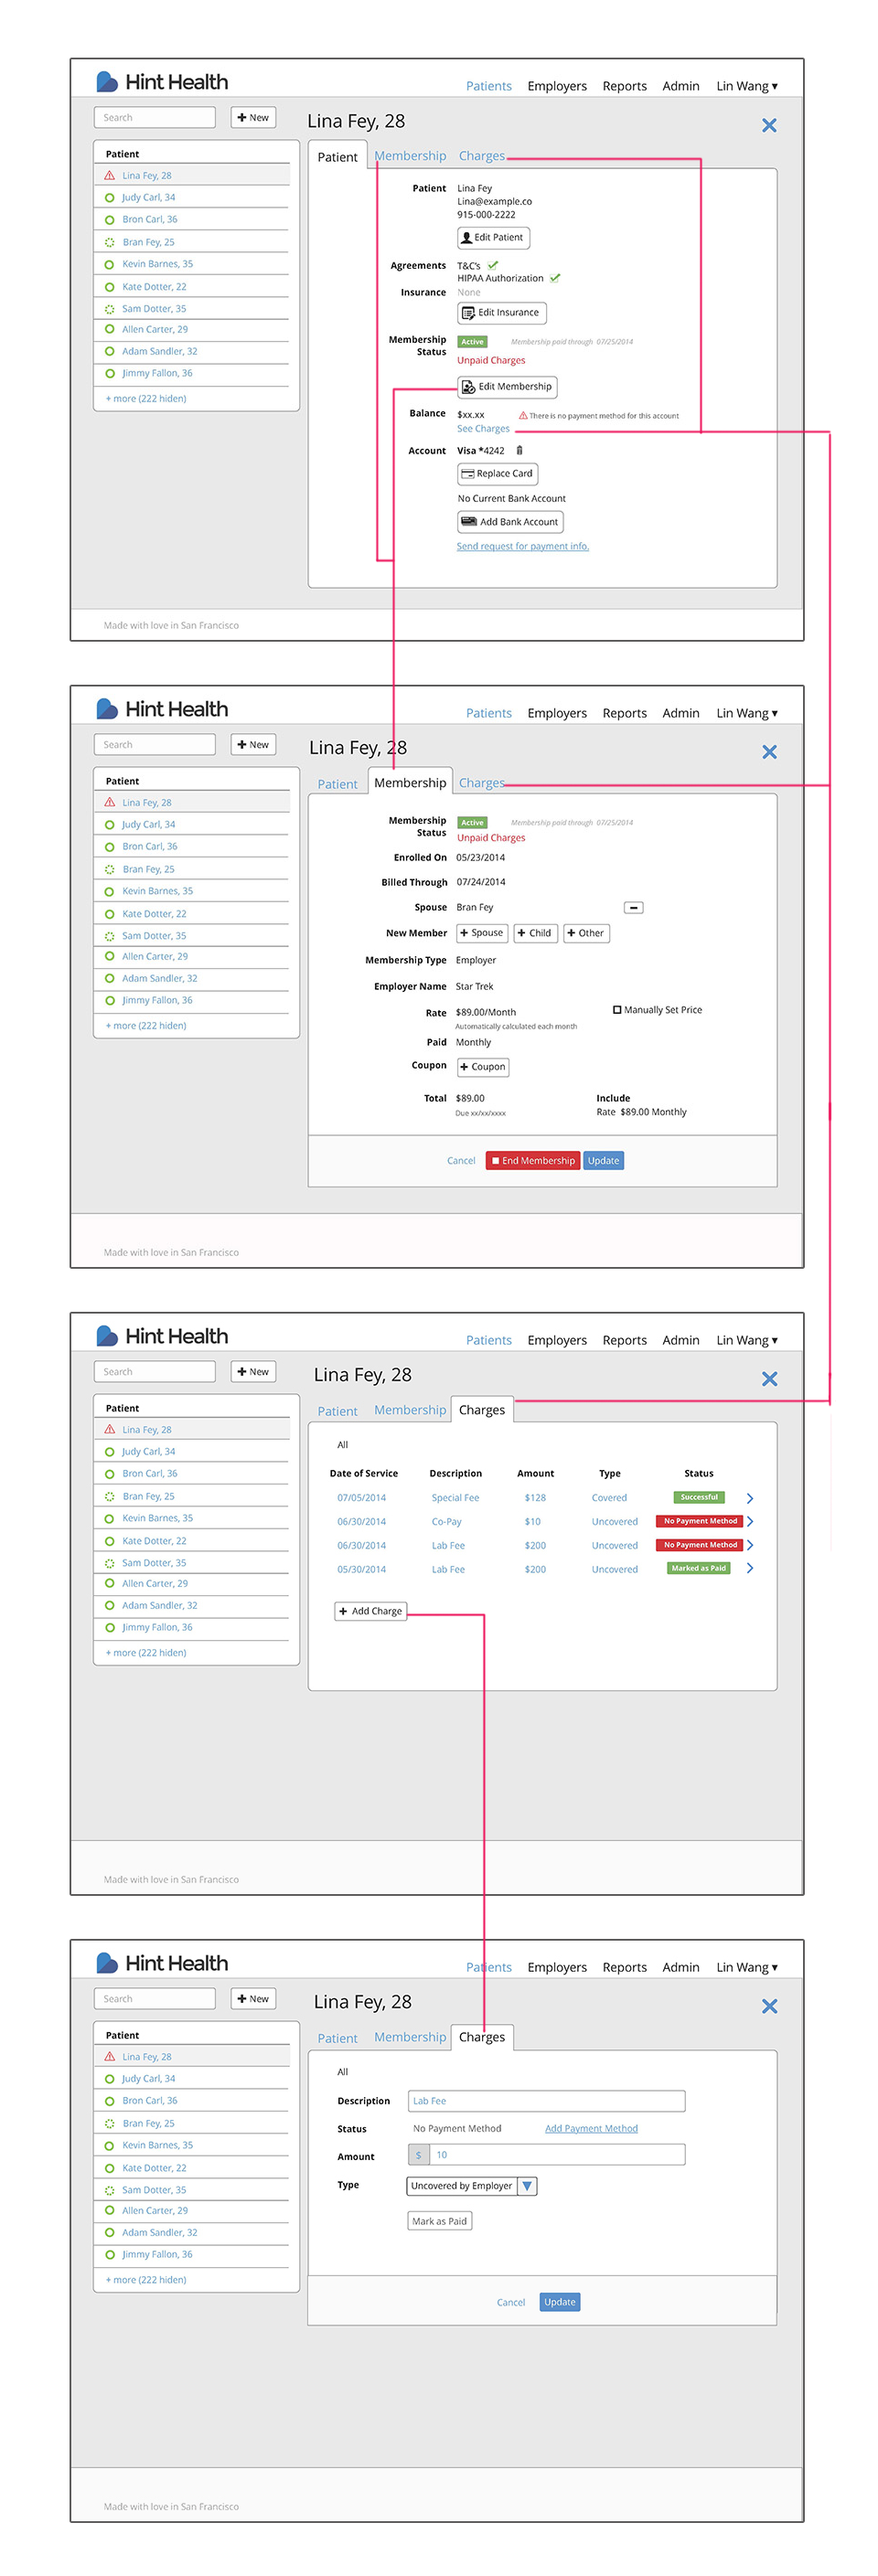 Hint Health
Patients Employers Reports Admin Lin Wang ▾
Search
+ New
Patient
Lina Fey, 28
Judy Carl, 34
Bron Carl, 36
Bran Fey, 25
Kevin Barnes, 35
Kate Dotter, 22
Sam Dotter, 35
Allen Carter, 29
Adam Sandler, 32
Jimmy Fallon, 36
+ more (222 hiden)
Lina Fey, 28
Patient Membership Charges
Patient Lina Fey
Lina@example.co
915-000-2222
Edit Patient
Agreements T&C's
HIPAA Authorization
Insurance None
Edit Insurance
Membership Status Active Membership paid through 07/25/2014
Unpaid Charges
Edit Membership
Balance $xx.xx There is no payment method for this account
See Charges
Account Visa *4242
Replace Card
No Current Bank Account
Add Bank Account
Send request for payment info.
Made with love in San Francisco
Hint Health
Patients Employers Reports Admin Lin Wang ▾
Search
+ New
Patient
Lina Fey, 28
Judy Carl, 34
Bron Carl, 36
Bran Fey, 25
Kevin Barnes, 35
Kate Dotter, 22
Sam Dotter, 35
Allen Carter, 29
Adam Sandler, 32
Jimmy Fallon, 36
+ more (222 hiden)
Lina Fey, 28
Patient Membership Charges
Membership Status Active Membership paid through 07/25/2014
Unpaid Charges
Enrolled On 05/23/2014
Billed Through 07/24/2014
Spouse Bran Fey
New Member + Spouse + Child + Other
Membership Type Employer
Employer Name Star Trek
Rate $89.00/Month Manually Set Price
Automatically calculated each month
Paid Monthly
Coupon + Coupon
Total $89.00 Include
Due xx/xx/xxxx Rate $89.00 Monthly
Cancel End Membership Update
Made with love in San Francisco
Hint Health
Patients Employers Reports Admin Lin Wang ▾
Search
+ New
Patient
Lina Fey, 28
Judy Carl, 34
Bron Carl, 36
Bran Fey, 25
Kevin Barnes, 35
Kate Dotter, 22
Sam Dotter, 35
Allen Carter, 29
Adam Sandler, 32
Jimmy Fallon, 36
+ more (222 hiden)
Lina Fey, 28
Patient Membership Charges
All
Date of Service Description Amount Type Status
07/05/2014 Special Fee $128 Covered Successful
06/30/2014 Co-Pay $10 Uncovered No Payment Method
06/30/2014 Lab Fee $200 Uncovered No Payment Method
05/30/2014 Lab Fee $200 Uncovered Marked as Paid
+ Add Charge
Made with love in San Francisco
Hint Health
Patients Employers Reports Admin Lin Wang ▾
Search
+ New
Patient
Lina Fey, 28
Judy Carl, 34
Bron Carl, 36
Bran Fey, 25
Kevin Barnes, 35
Kate Dotter, 22
Sam Dotter, 35
Allen Carter, 29
Adam Sandler, 32
Jimmy Fallon, 36
+ more (222 hiden)
Lina Fey, 28
Patient Membership Charges
All
Description Lab Fee
Status No Payment Method Add Payment Method
Amount $ 10
Type Uncovered by Employer
Mark as Paid
Cancel Update
Made with love in San Francisco